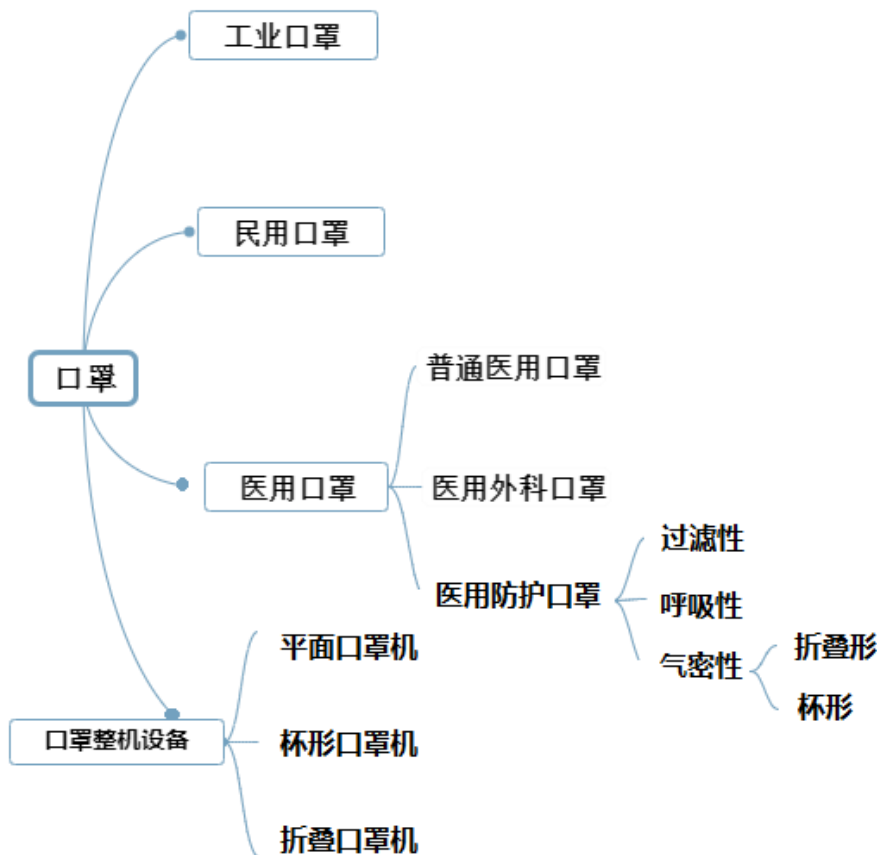 工业口罩
民用口罩
口罩
普通医用口罩
医用口罩
医用外科口罩
过滤性
医用防护口罩
呼吸性
气密性
折叠形
杯形
平面口罩机
口罩整机设备
杯形口罩机
折叠口罩机